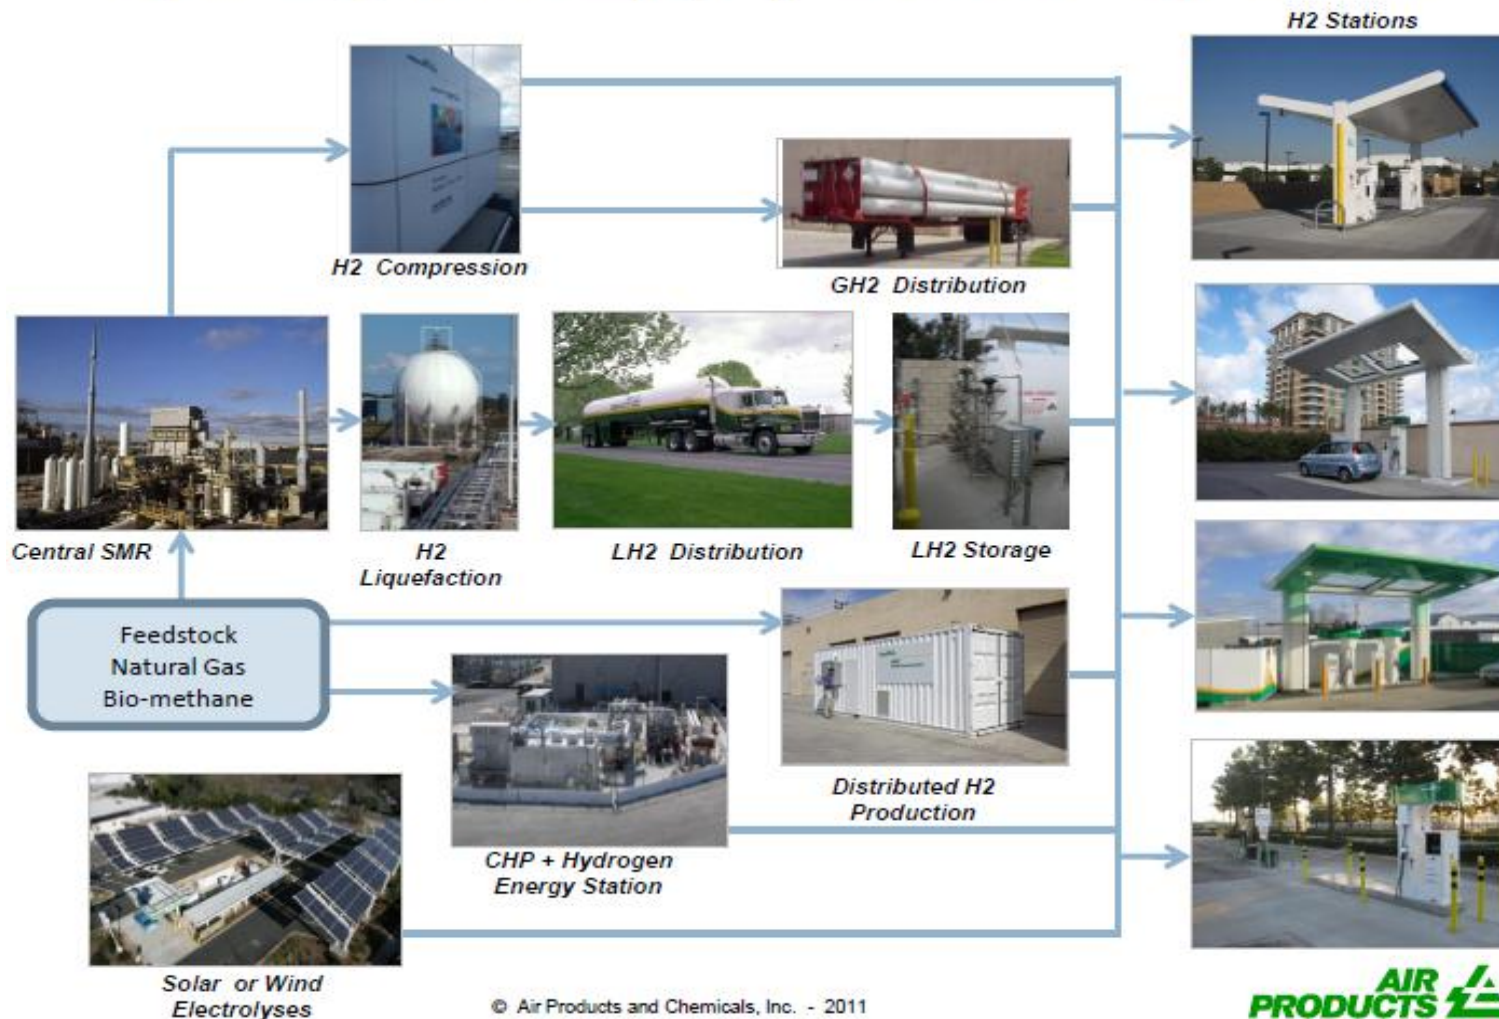 H2 Stations
H2 Compression
GH2 Distribution
Central SMR
H2
Liquefaction
LH2 Distribution
LH2 Storage
Feedstock
Natural Gas
Bio-methane
Distributed H2
Production
CHP + Hydrogen
Energy Station
Solar or Wind
Electrolyses
© Air Products and Chemicals, Inc. - 2011
AIR
PRODUCTS